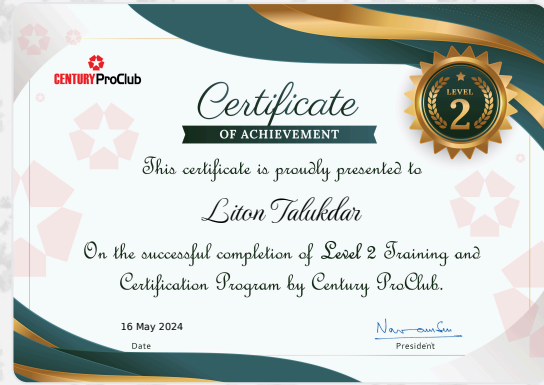 CENTURY ProClub
Certificate
OF ACHIEVEMENT
LEVEL
2
This certificate is proudly presented to
Liton Talukdar
On the successful completion of Level 2 Training and
Certification Program by Century ProClub.
16 May 2024
Date
President